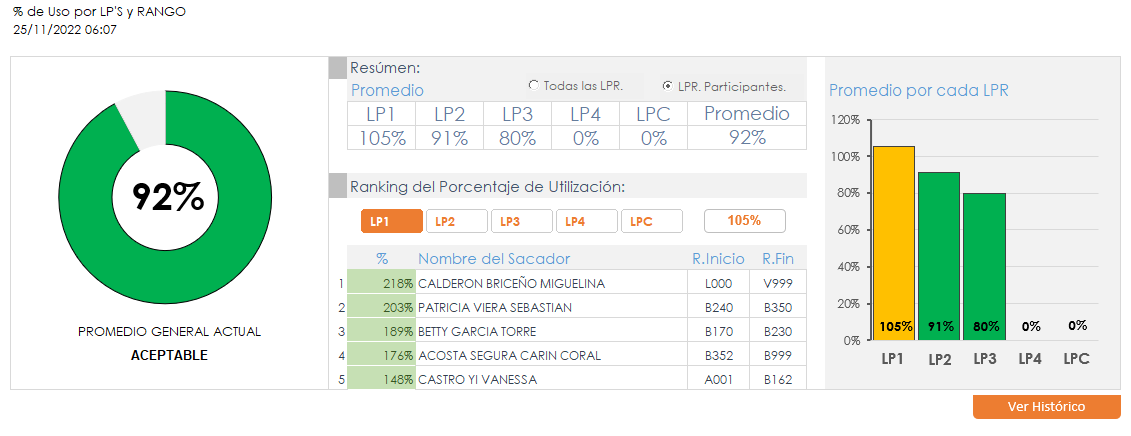 % de Uso por LP'S y RANGO
25/11/2022 06:07
92%
PROMEDIO GENERAL ACTUAL
ACEPTABLE
Resúmen:
Promedio
Todas las LPR.
LPR. Participantes.
LP1 LP2 LP3 LP4 LPC Promedio
105% 91% 80% 0% 0% 92%
Ranking del Porcentaje de Utilización:
LP1 LP2 LP3 LP4 LPC 105%
% Nombre del Sacador R.Inicio R.Fin
1 218% CALDERON BRICEÑO MIGUELINA L000 V999
2 203% PATRICIA VIERA SEBASTIAN B240 B350
3 189% BETTY GARCIA TORRE B170 B230
4 176% ACOSTA SEGURA CARIN CORAL B352 B999
5 148% CASTRO YI VANESSA A001 B162
Promedio por cada LPR
120%
100%
80%
60%
40%
20%
0%
105% 91% 80% 0% 0%
LP1 LP2 LP3 LP4 LPC
Ver Histórico